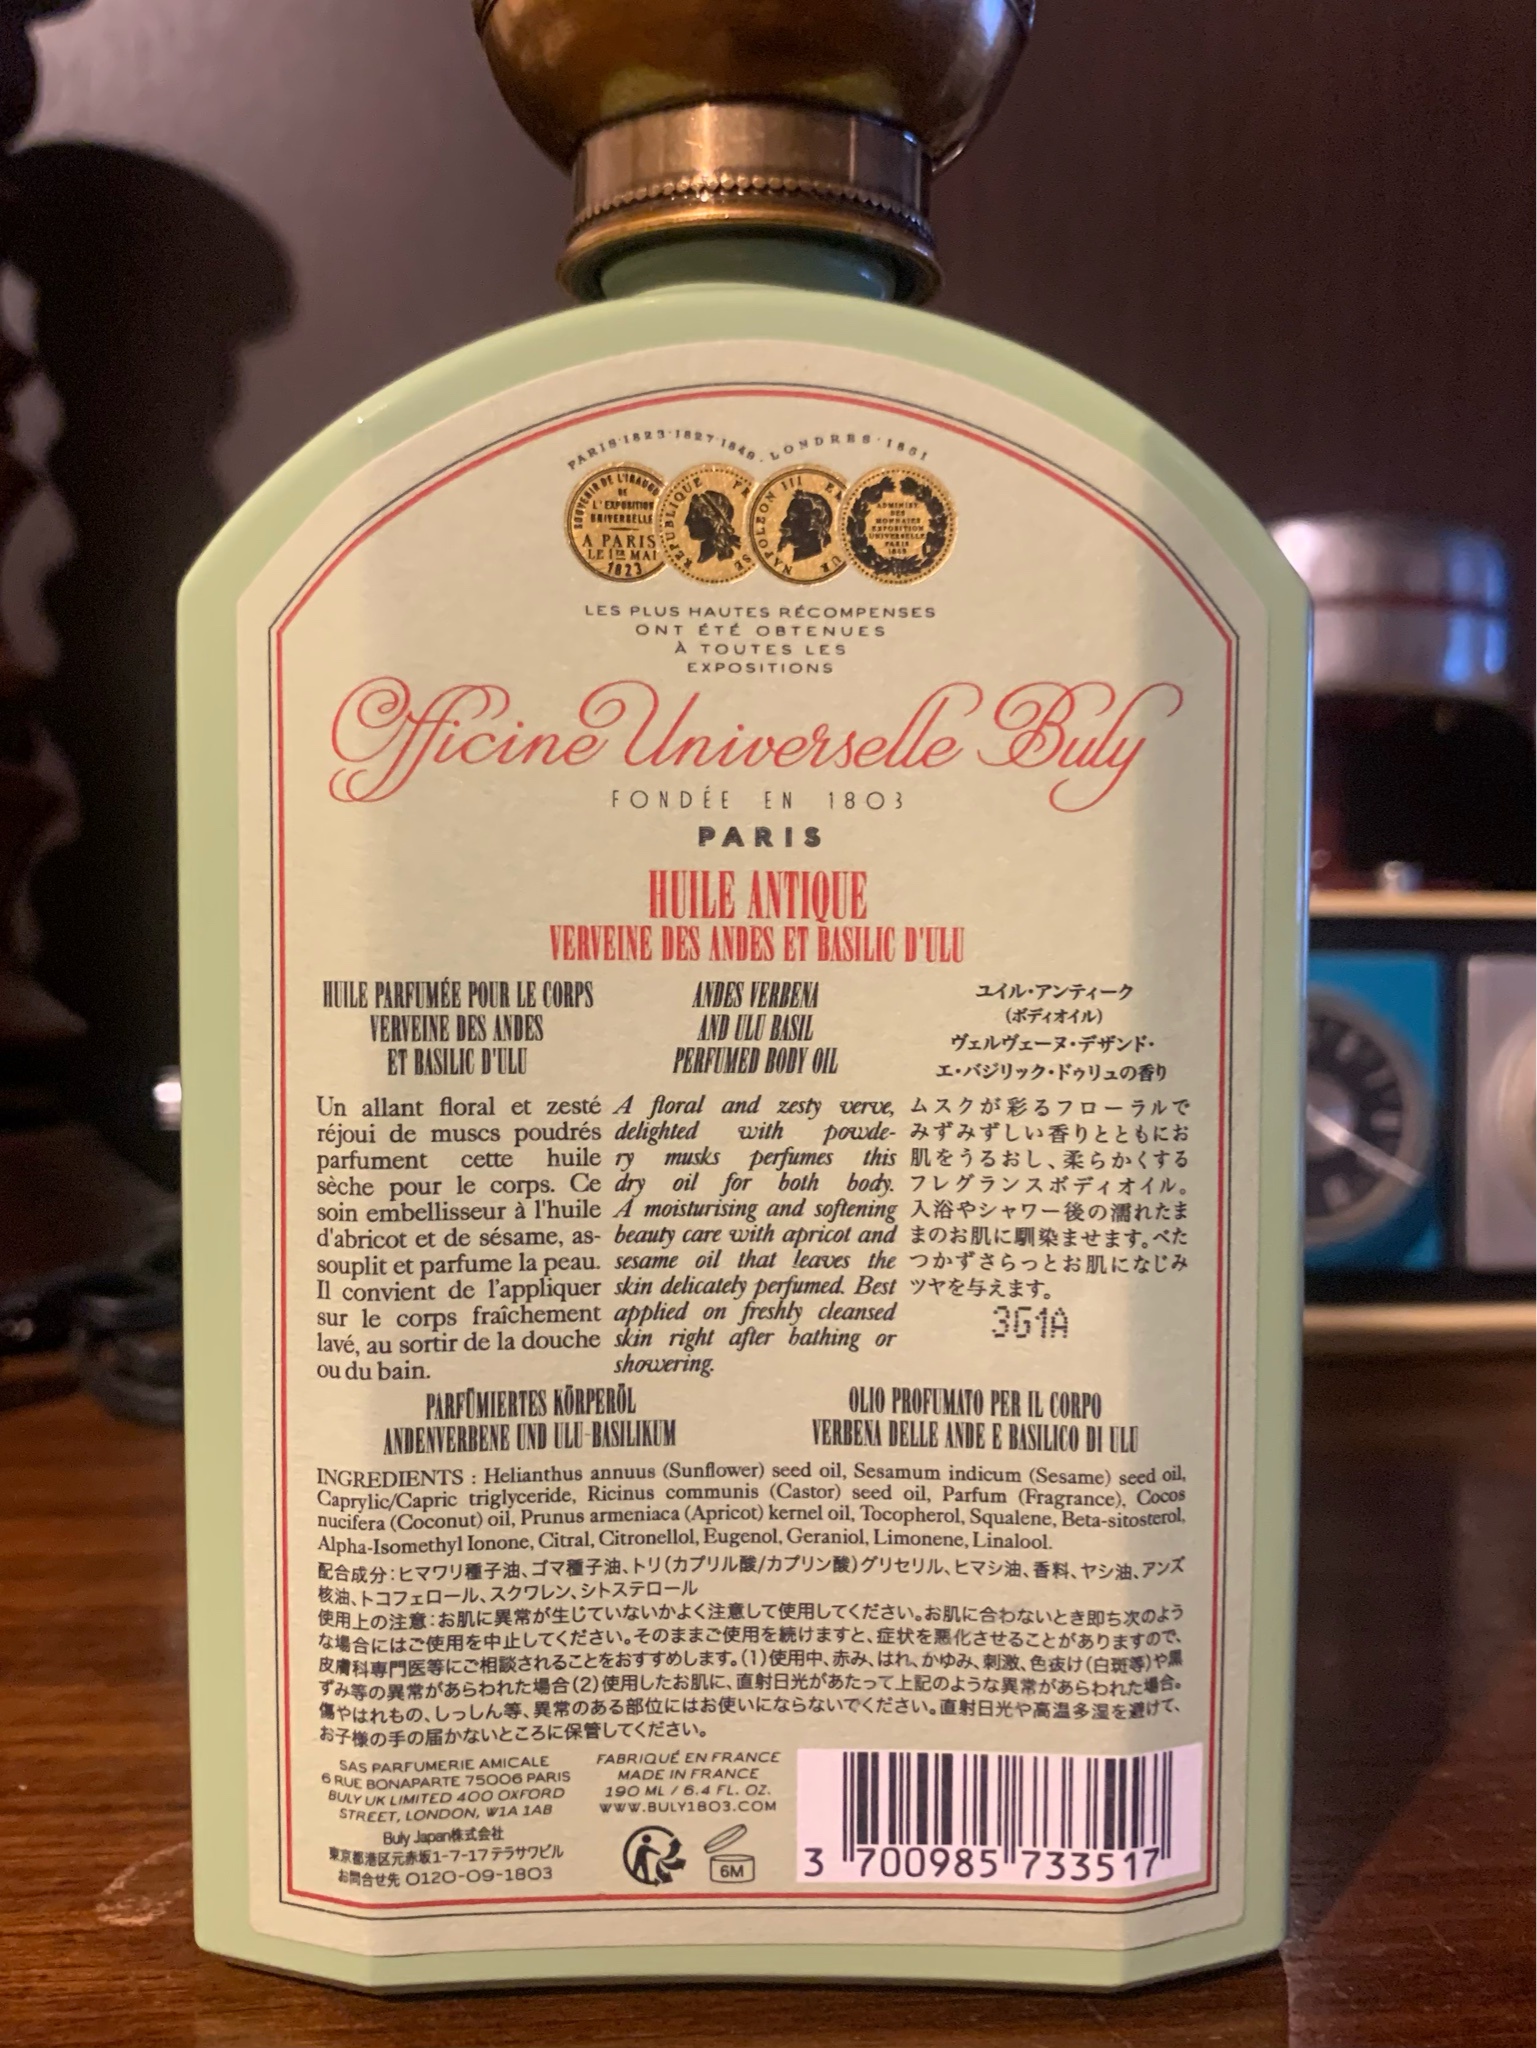 PARIS·1823·1827·1849·LONDRES·1851
SOUVENIR DE L'INAUGU
DE
L'EXPOSITION
UNIVERSELLE
A PARIS
LE 1ER MAI
1823
REPUBLIQUE FR
SE
NAPOLEON III EM
UR
ADMINIST
DES
MONNAIES
EXPOSITION
UNIVERSELLE
PARIS
LES PLUS HAUTES RÉCOMPENSES
ONT ÉTÉ OBTENUES
À TOUTES LES
EXPOSITIONS
Officine Universelle Buly
FONDÉE EN 1803
PARIS
HUILE ANTIQUE
VERVEINE DES ANDES ET BASILIC D'ULU
HUILE PARFUMÉE POUR LE CORPS
VERVEINE DES ANDES
ET BASILIC D'ULU
Un allant floral et zesté
réjoui de muscs poudrés
parfument cette huile
sèche pour le corps. Ce
soin embellisseur à l'huile
d'abricot et de sésame, as-
souplit et parfume la peau.
Il convient de l'appliquer
sur le corps fraîchement
lavé, au sortir de la douche
ou du bain.
ANDES VERBENA
AND ULU BASIL
PERFUMED BODY OIL
A floral and zesty verve,
delighted with powde-
ry musks perfumes this
dry oil for both body.
A moisturising and softening
beauty care with apricot and
sesame oil that leaves the
skin delicately perfumed. Best
applied on freshly cleansed
skin right after bathing or
showering.
ユイル・アンティーク
(ボディオイル)
ヴェルヴェーヌ・デザンド・
エ・バジリック・ドゥリュの香り
ムスクが彩るフローラルで
みずみずしい香りとともにお
肌をうるおし、柔らかくする
フレグランスボディオイル。
入浴やシャワー後の濡れたま
まのお肌に馴染ませます。べた
つかずさらっとお肌になじみ
ツヤを与えます。
3G1A
PARFÜMIERTES KÖRPERÖL
ANDENVERBENE UND ULU-BASILIKUM
OLIO PROFUMATO PER IL CORPO
VERBENA DELLE ANDE E BASILICO DI ULU
INGREDIENTS : Helianthus annuus (Sunflower) seed oil, Sesamum indicum (Sesame) seed oil,
Caprylic/Capric triglyceride, Ricinus communis (Castor) seed oil, Parfum (Fragrance), Cocos
nucifera (Coconut) oil, Prunus armeniaca (Apricot) kernel oil, Tocopherol, Squalene, Beta-sitosterol,
Alpha-Isomethyl Ionone, Citral, Citronellol, Eugenol, Geraniol, Limonene, Linalool.
配合成分:ヒマワリ種子油、ゴマ種子油、トリ(カプリル酸/カプリン酸)グリセリル、ヒマシ油、香料、ヤシ油、アンズ
核油、トコフェロール、スクワレン、シトステロール
使用上の注意:お肌に異常が生じていないかよく注意して使用してください。お肌に合わないとき即ち次のよう
な場合にはご使用を中止してください。そのままご使用を続けますと、症状を悪化させることがありますので、
皮膚科専門医等にご相談されることをおすすめします。(1)使用中、赤み、はれ、かゆみ、刺激、色抜け(白斑等)や黒
ずみ等の異常があらわれた場合(2)使用したお肌に、直射日光があたって上記のような異常があらわれた場合。
傷やはれもの、しっしん等、異常のある部位にはお使いにならないでください。直射日光や高温多湿を避けて、
お子様の手の届かないところに保管してください。
SAS PARFUMERIE AMICALE
6 RUE BONAPARTE 75006 PARIS
BULY UK LIMITED 400 OXFORD
STREET, LONDON, W1A 1AB
Buly Japan株式会社
東京都港区元赤坂1-7-17テラサワビル
お問合せ先 0120-09-1803
FABRIQUÉ EN FRANCE
MADE IN FRANCE
190 ML / 6.4 FL. OZ.
WWW.BULY1803.COM
6M
3 700985 733517